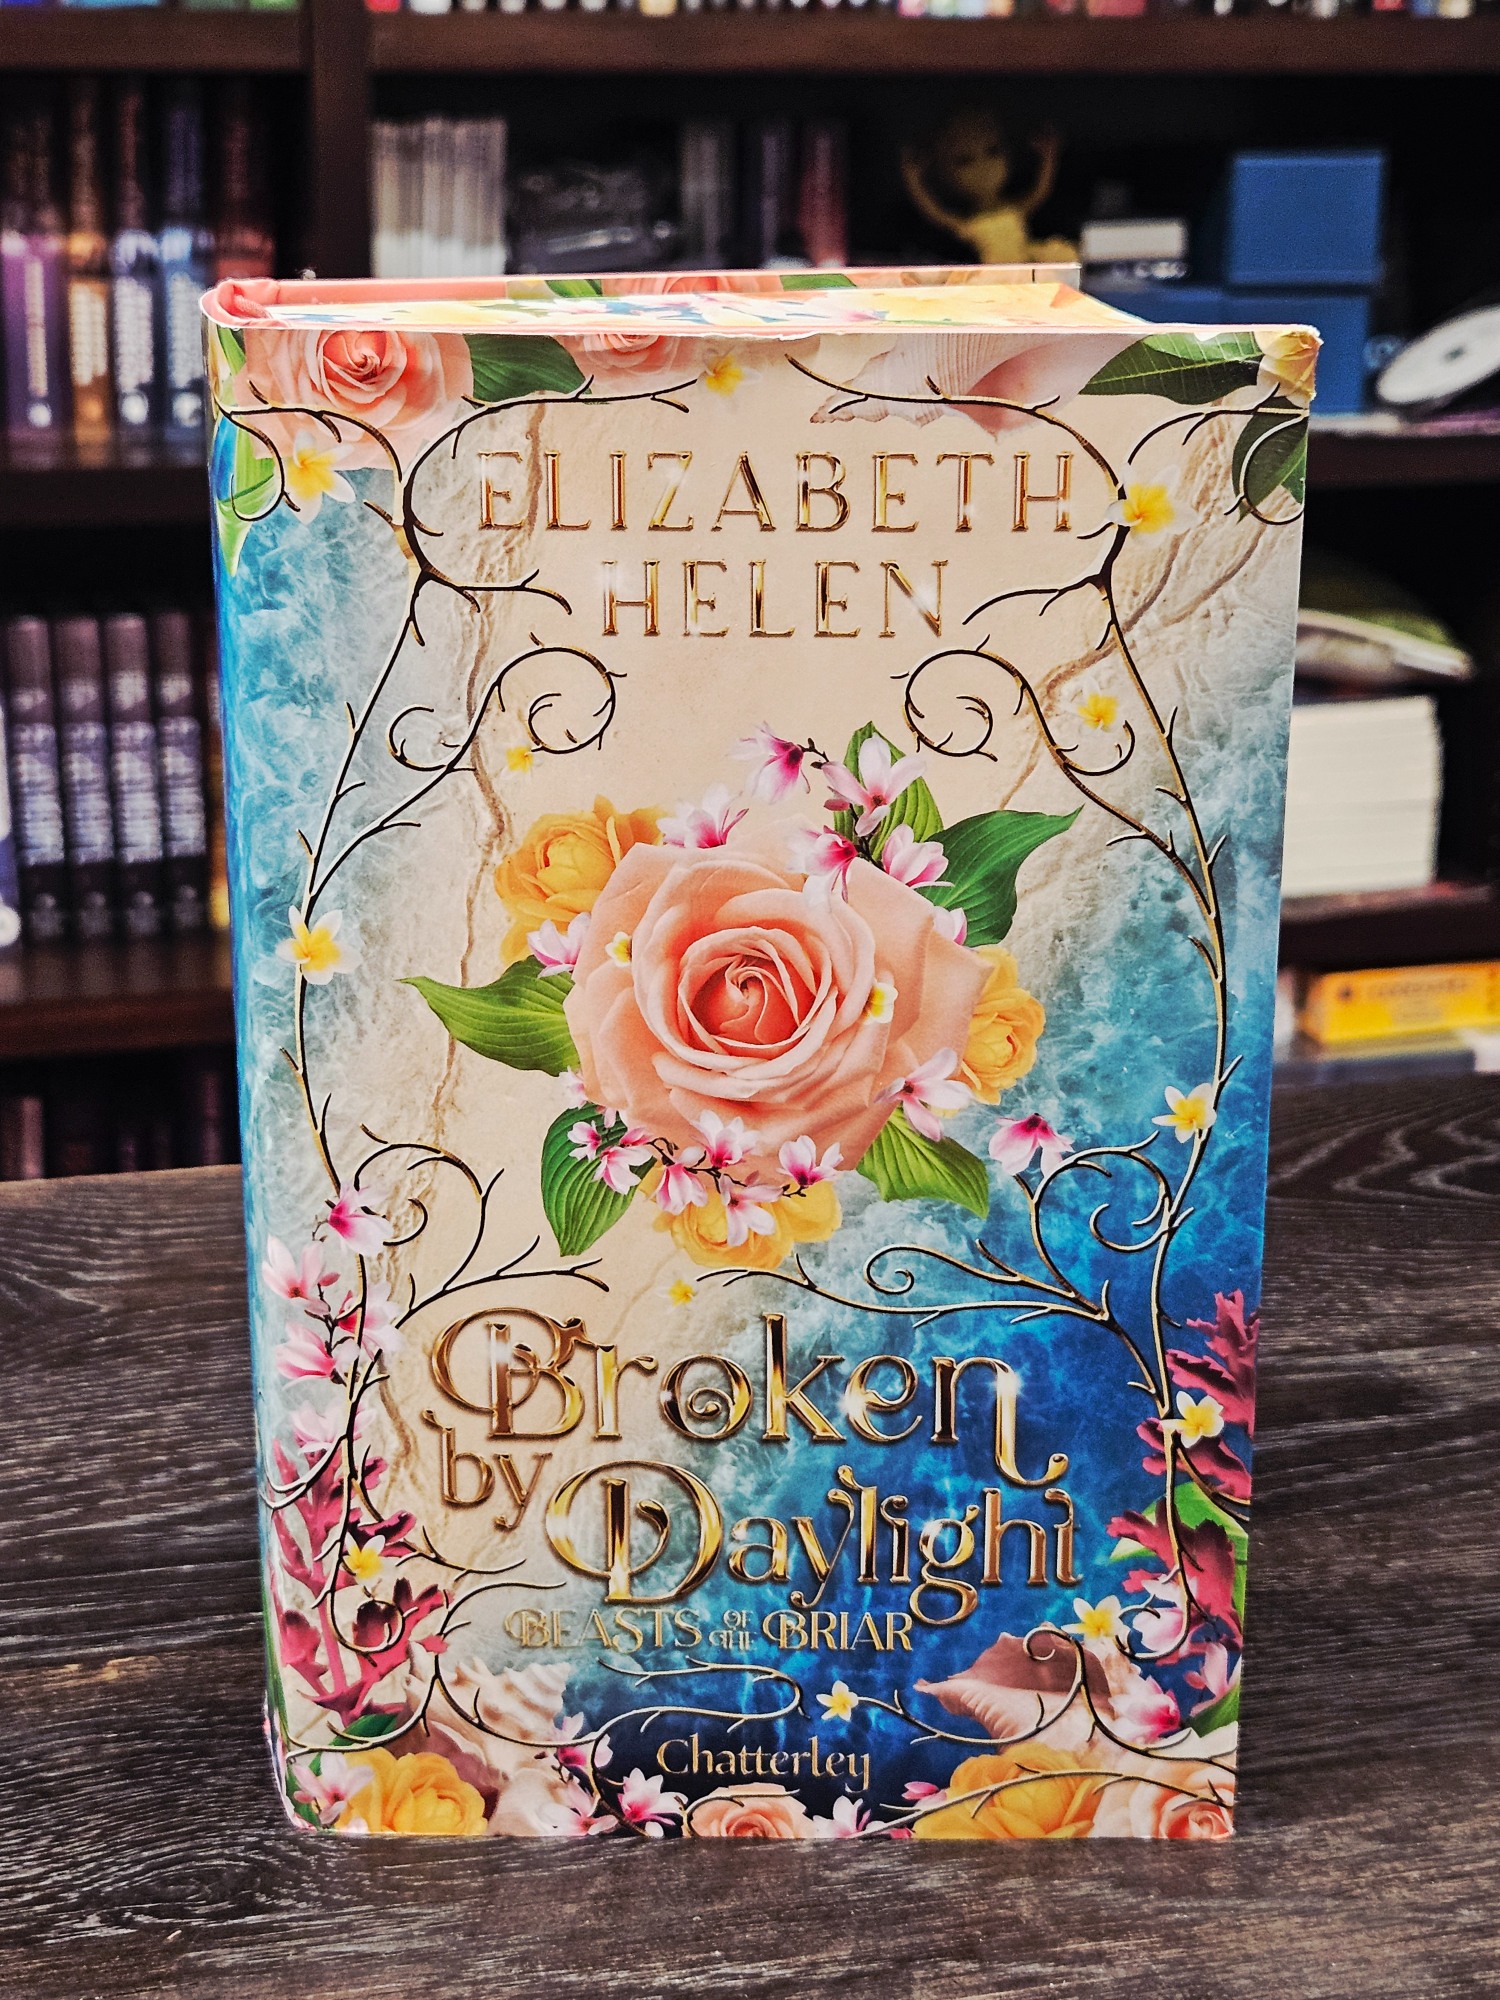 ELIZABETH
HELEN
Broken
by Daylight
BEASTS OF THE BRIAR
Chatterley